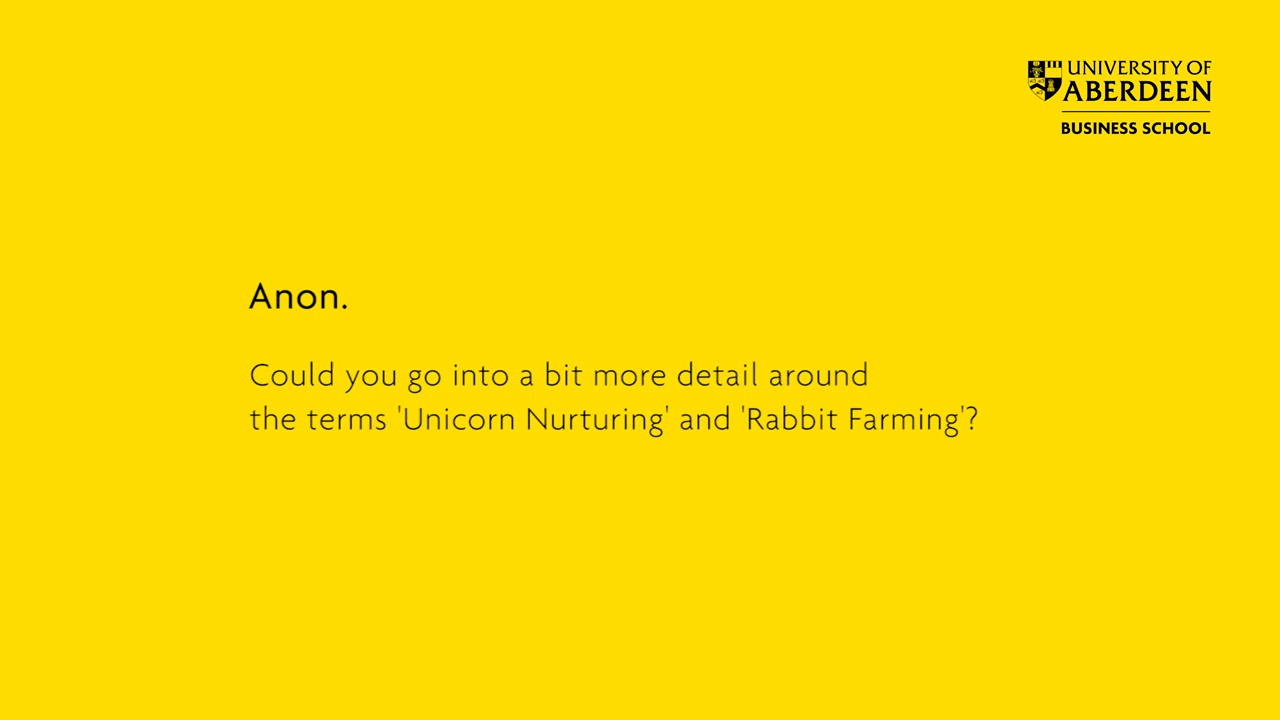 UNIVERSITY OF
ABERDEEN
BUSINESS SCHOOL
Anon.
Could you go into a bit more detail around
the terms 'Unicorn Nurturing' and 'Rabbit Farming'?